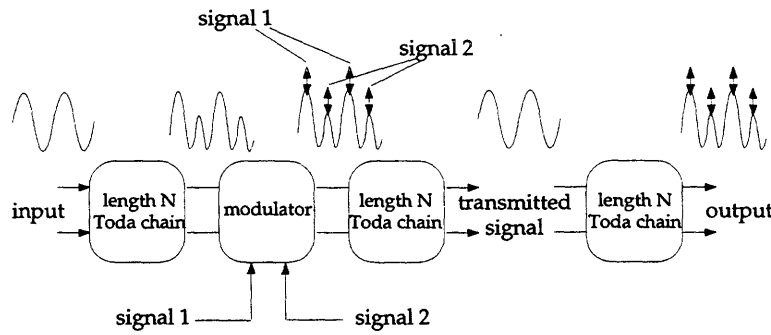 signal 1
signal 2
input
length N
Toda chain
modulator
length N
Toda chain
transmitted
signal
length N
Toda chain
output
signal 1
signal 2